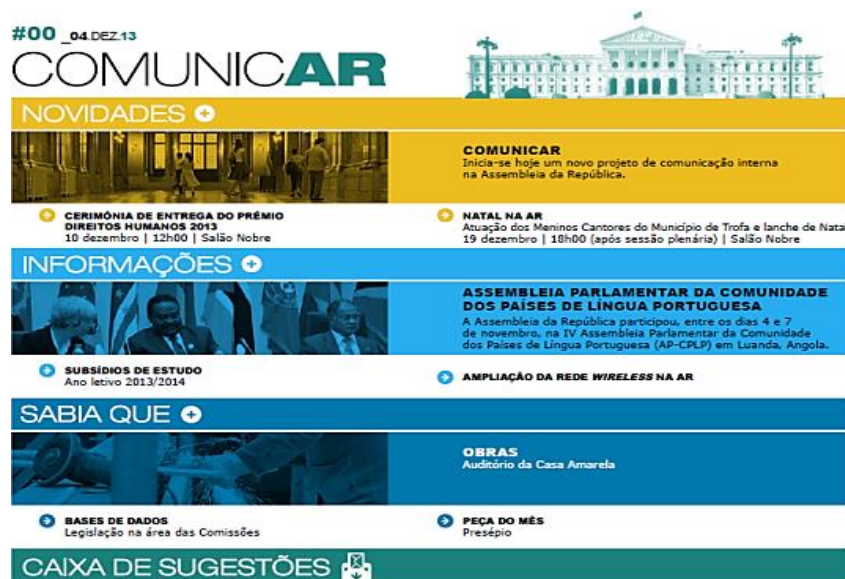 #00 _04.DEZ.13
COMUNICAR
NOVIDADES
COMUNICAR
Inicia-se hoje um novo projeto de comunicação interna
na Assembleia da República.
CERIMÓNIA DE ENTREGA DO PRÉMIO
DIREITOS HUMANOS 2013
10 dezembro | 12h00 | Salão Nobre
NATAL NA AR
Atuação dos Meninos Cantores do Município de Trofa e lanche de Nata
19 dezembro | 18h00 (após sessão plenária) | Salão Nobre
INFORMAÇÕES
ASSEMBLEIA PARLAMENTAR DA COMUNIDADE
DOS PAÍSES DE LÍNGUA PORTUGUESA
A Assembleia da República participou, entre os dias 4 e 7
de novembro, na IV Assembleia Parlamentar da Comunidade
dos Países de Língua Portuguesa (AP-CPLP) em Luanda, Angola.
SUBSÍDIOS DE ESTUDO
Ano letivo 2013/2014
AMPLIAÇÃO DA REDE WIRELESS NA AR
SABIA QUE
OBRAS
Auditório da Casa Amarela
BASES DE DADOS
Legislação na área das Comissões
PEÇA DO MÊS
Presépio
CAIXA DE SUGESTÕES